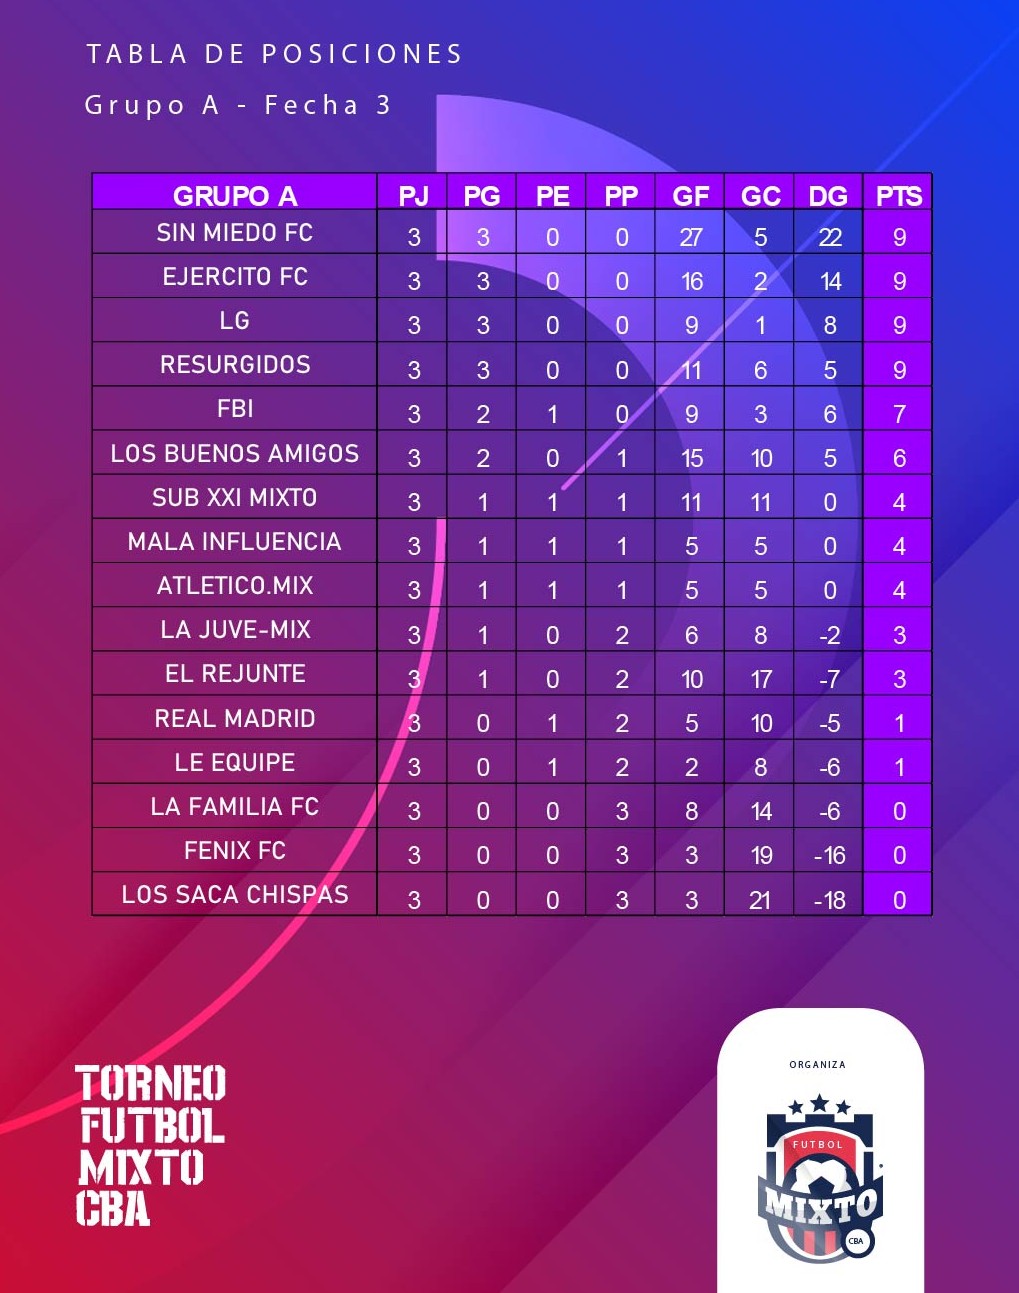 TABLA DE POSICIONES
Grupo A - Fecha 3
GRUPO A PJ PG PE PP GF GC DG PTS
SIN MIEDO FC 3 3 0 0 27 5 22 9
EJERCITO FC 3 3 0 0 16 2 14 9
LG 3 3 0 0 9 1 8 9
RESURGIDOS 3 3 0 0 11 6 5 9
FBI 3 2 1 0 9 3 6 7
LOS BUENOS AMIGOS 3 2 0 1 15 10 5 6
SUB XXI MIXTO 3 1 1 1 11 11 0 4
MALA INFLUENCIA 3 1 1 1 5 5 0 4
ATLETICO.MIX 3 1 1 1 5 5 0 4
LA JUVE-MIX 3 1 0 2 6 8 -2 3
EL REJUNTE 3 1 0 2 10 17 -7 3
REAL MADRID 3 0 1 2 5 10 -5 1
LE EQUIPE 3 0 1 2 2 8 -6 1
LA FAMILIA FC 3 0 0 3 8 14 -6 0
FENIX FC 3 0 0 3 3 19 -16 0
LOS SACA CHISPAS 3 0 0 3 3 21 -18 0
TORNEO
FUTBOL
MIXTO
CBA
ORGANIZA
FUTBOL
MIXTO
CBA